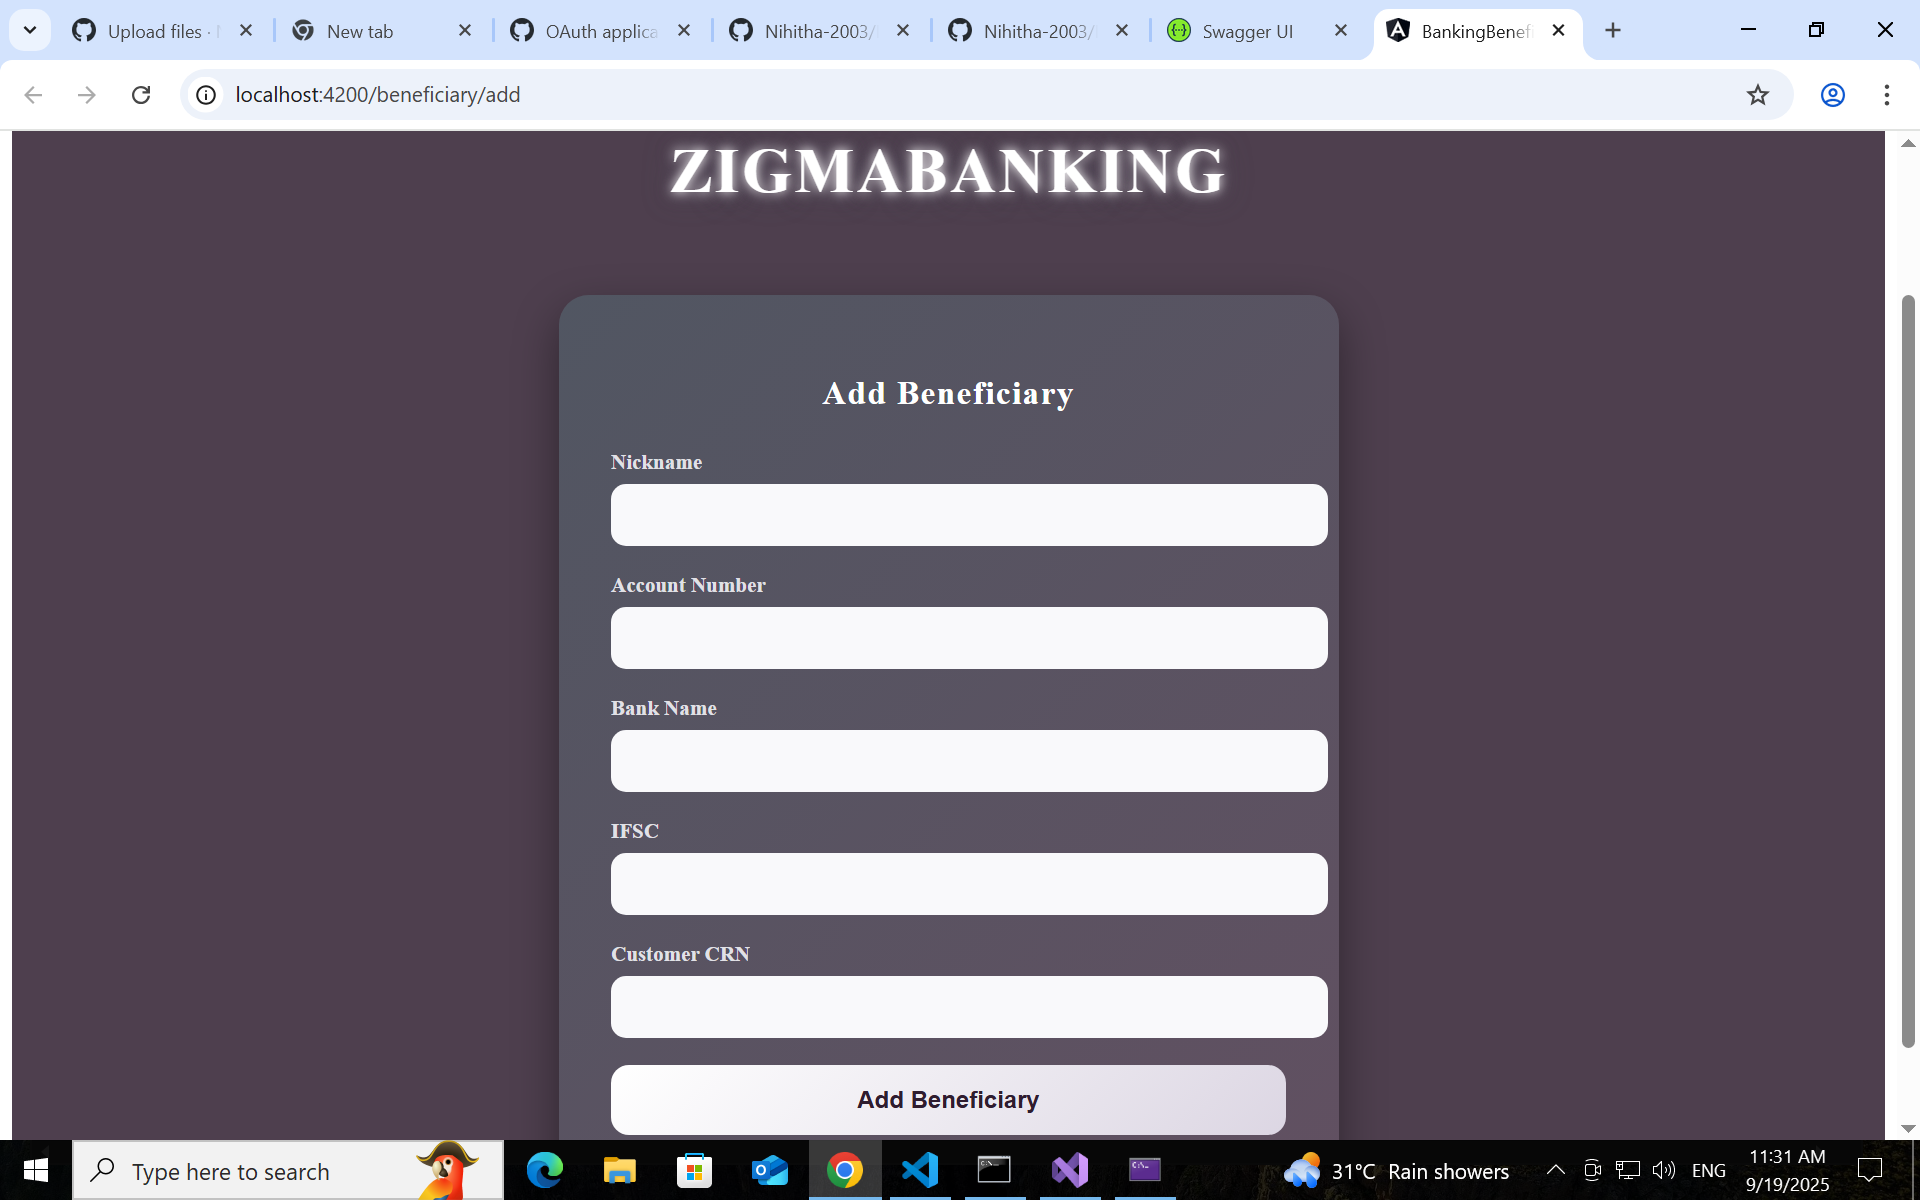 Upload files ·
New tab
OAuth applica
Nihitha-2003/
Nihitha-2003/
Swagger UI
BankingBenef
localhost:4200/beneficiary/add
ZIGMABANKING
Add Beneficiary
Nickname
Account Number
Bank Name
IFSC
Customer CRN
Add Beneficiary
Type here to search
31°C Rain showers
ENG
11:31 AM
9/19/2025